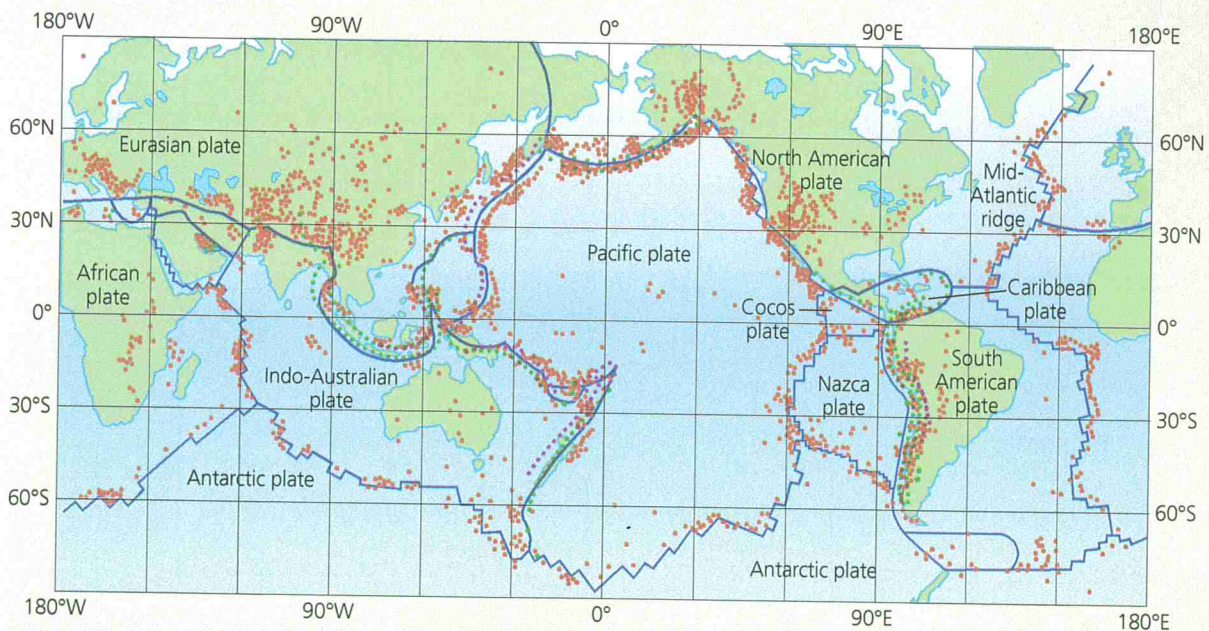 180°W
90°W
0°
90°E
180°E
60°N
Eurasian plate
North American
plate
Mid-
Atlantic
ridge
60°N
30°N
30°N
African
plate
Pacific plate
Cocos
plate
Caribbean
plate
0°
0°
Indo-Australian
plate
Nazca
plate
South
American
plate
30°S
30°S
Antarctic plate
60°S
60°S
Antarctic plate
180°W
90°W
0°
90°E
180°E